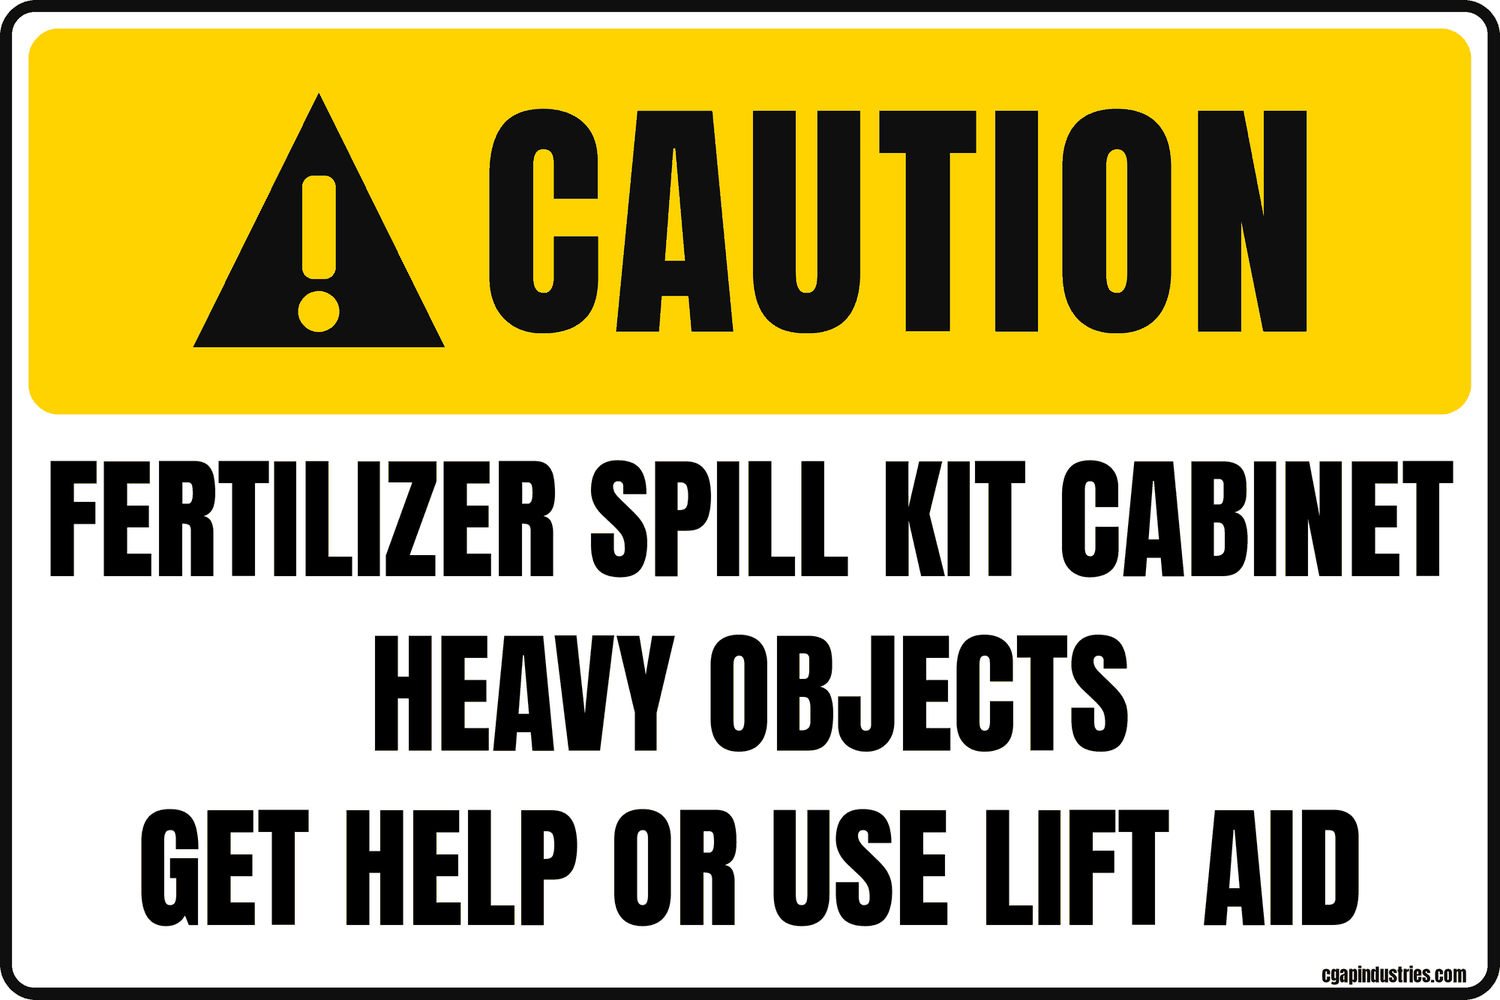 CAUTION
FERTILIZER SPILL KIT CABINET
HEAVY OBJECTS
GET HELP OR USE LIFT AID
cgapindustries.com